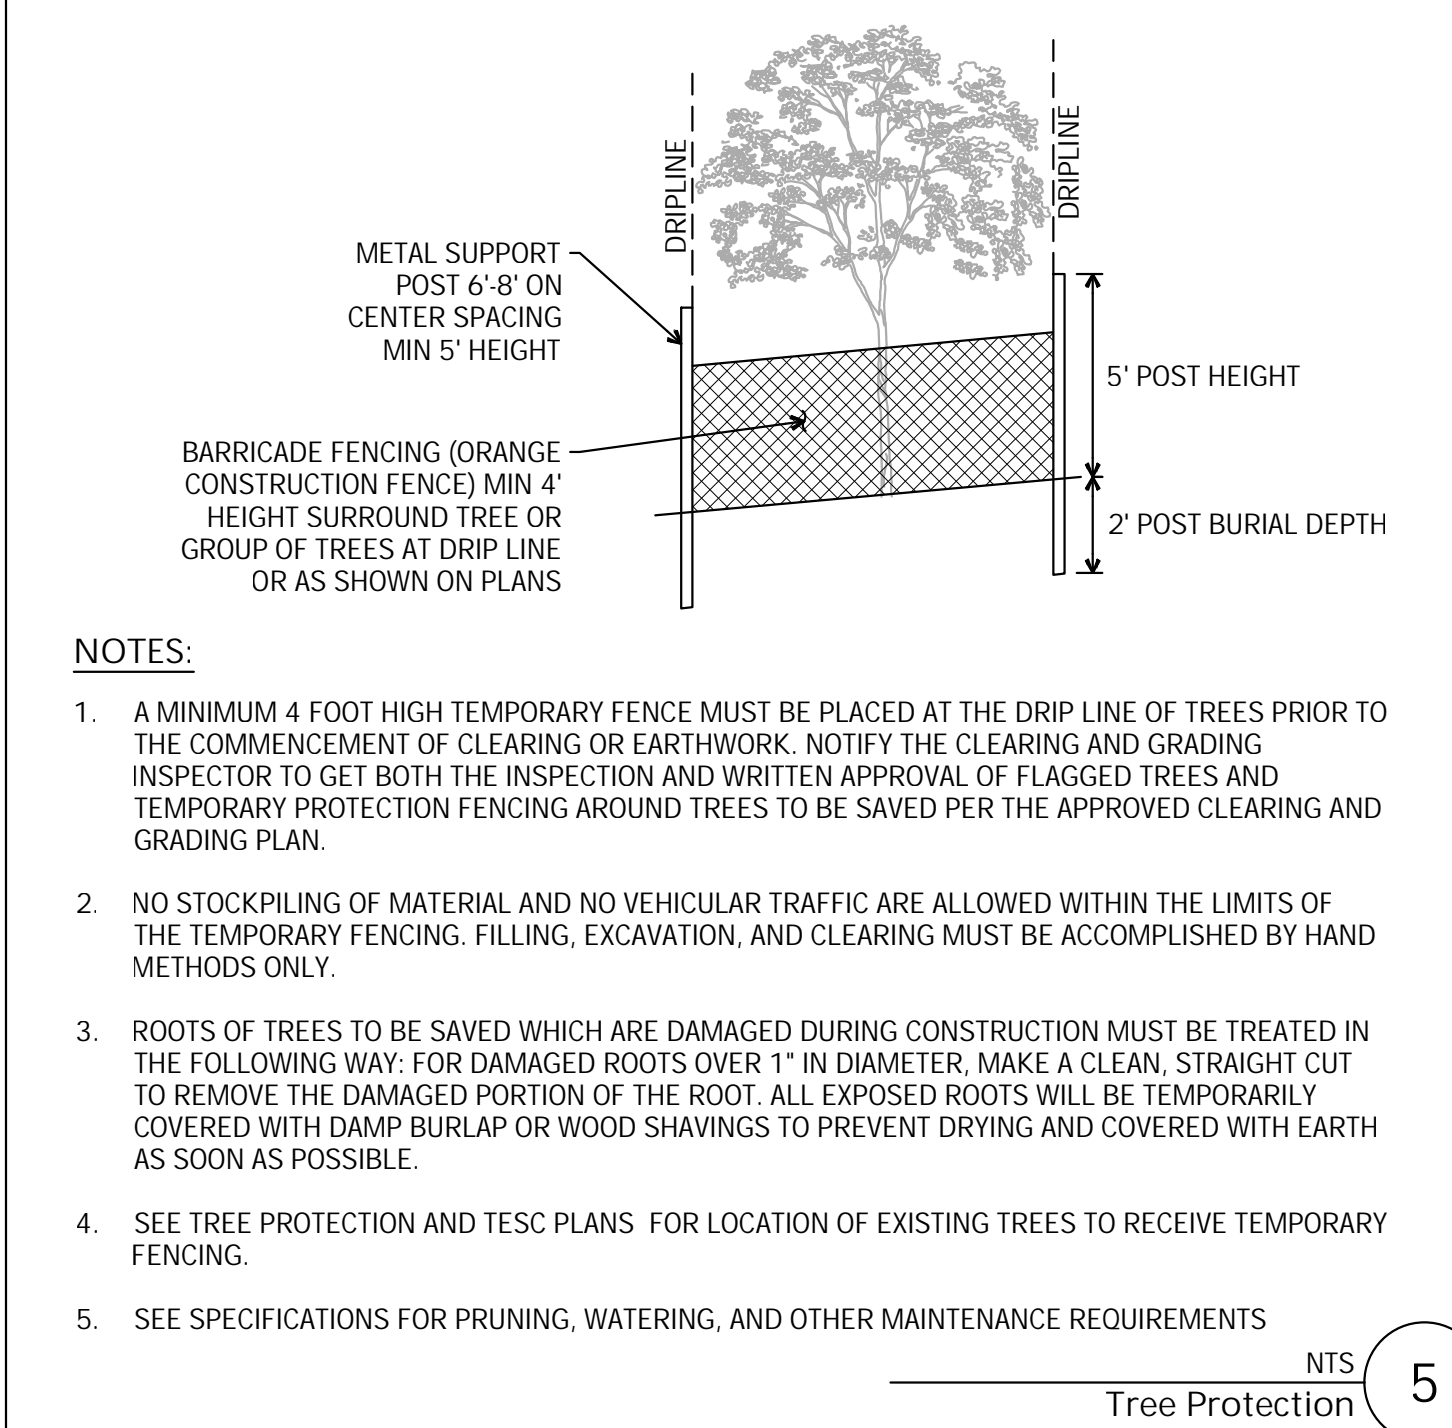 DRIPLINE
DRIPLINE
METAL SUPPORT
POST 6'-8' ON
CENTER SPACING
MIN 5' HEIGHT
5' POST HEIGHT
BARRICADE FENCING (ORANGE
CONSTRUCTION FENCE) MIN 4'
HEIGHT SURROUND TREE OR
GROUP OF TREES AT DRIP LINE
OR AS SHOWN ON PLANS
2' POST BURIAL DEPTH
NOTES:
1. A MINIMUM 4 FOOT HIGH TEMPORARY FENCE MUST BE PLACED AT THE DRIP LINE OF TREES PRIOR TO
THE COMMENCEMENT OF CLEARING OR EARTHWORK. NOTIFY THE CLEARING AND GRADING
INSPECTOR TO GET BOTH THE INSPECTION AND WRITTEN APPROVAL OF FLAGGED TREES AND
TEMPORARY PROTECTION FENCING AROUND TREES TO BE SAVED PER THE APPROVED CLEARING AND
GRADING PLAN.
2. NO STOCKPILING OF MATERIAL AND NO VEHICULAR TRAFFIC ARE ALLOWED WITHIN THE LIMITS OF
THE TEMPORARY FENCING. FILLING, EXCAVATION, AND CLEARING MUST BE ACCOMPLISHED BY HAND
METHODS ONLY.
3. ROOTS OF TREES TO BE SAVED WHICH ARE DAMAGED DURING CONSTRUCTION MUST BE TREATED IN
THE FOLLOWING WAY: FOR DAMAGED ROOTS OVER 1" IN DIAMETER, MAKE A CLEAN, STRAIGHT CUT
TO REMOVE THE DAMAGED PORTION OF THE ROOT. ALL EXPOSED ROOTS WILL BE TEMPORARILY
COVERED WITH DAMP BURLAP OR WOOD SHAVINGS TO PREVENT DRYING AND COVERED WITH EARTH
AS SOON AS POSSIBLE.
4. SEE TREE PROTECTION AND TESC PLANS FOR LOCATION OF EXISTING TREES TO RECEIVE TEMPORARY
FENCING.
5. SEE SPECIFICATIONS FOR PRUNING, WATERING, AND OTHER MAINTENANCE REQUIREMENTS
NTS
5
Tree Protection